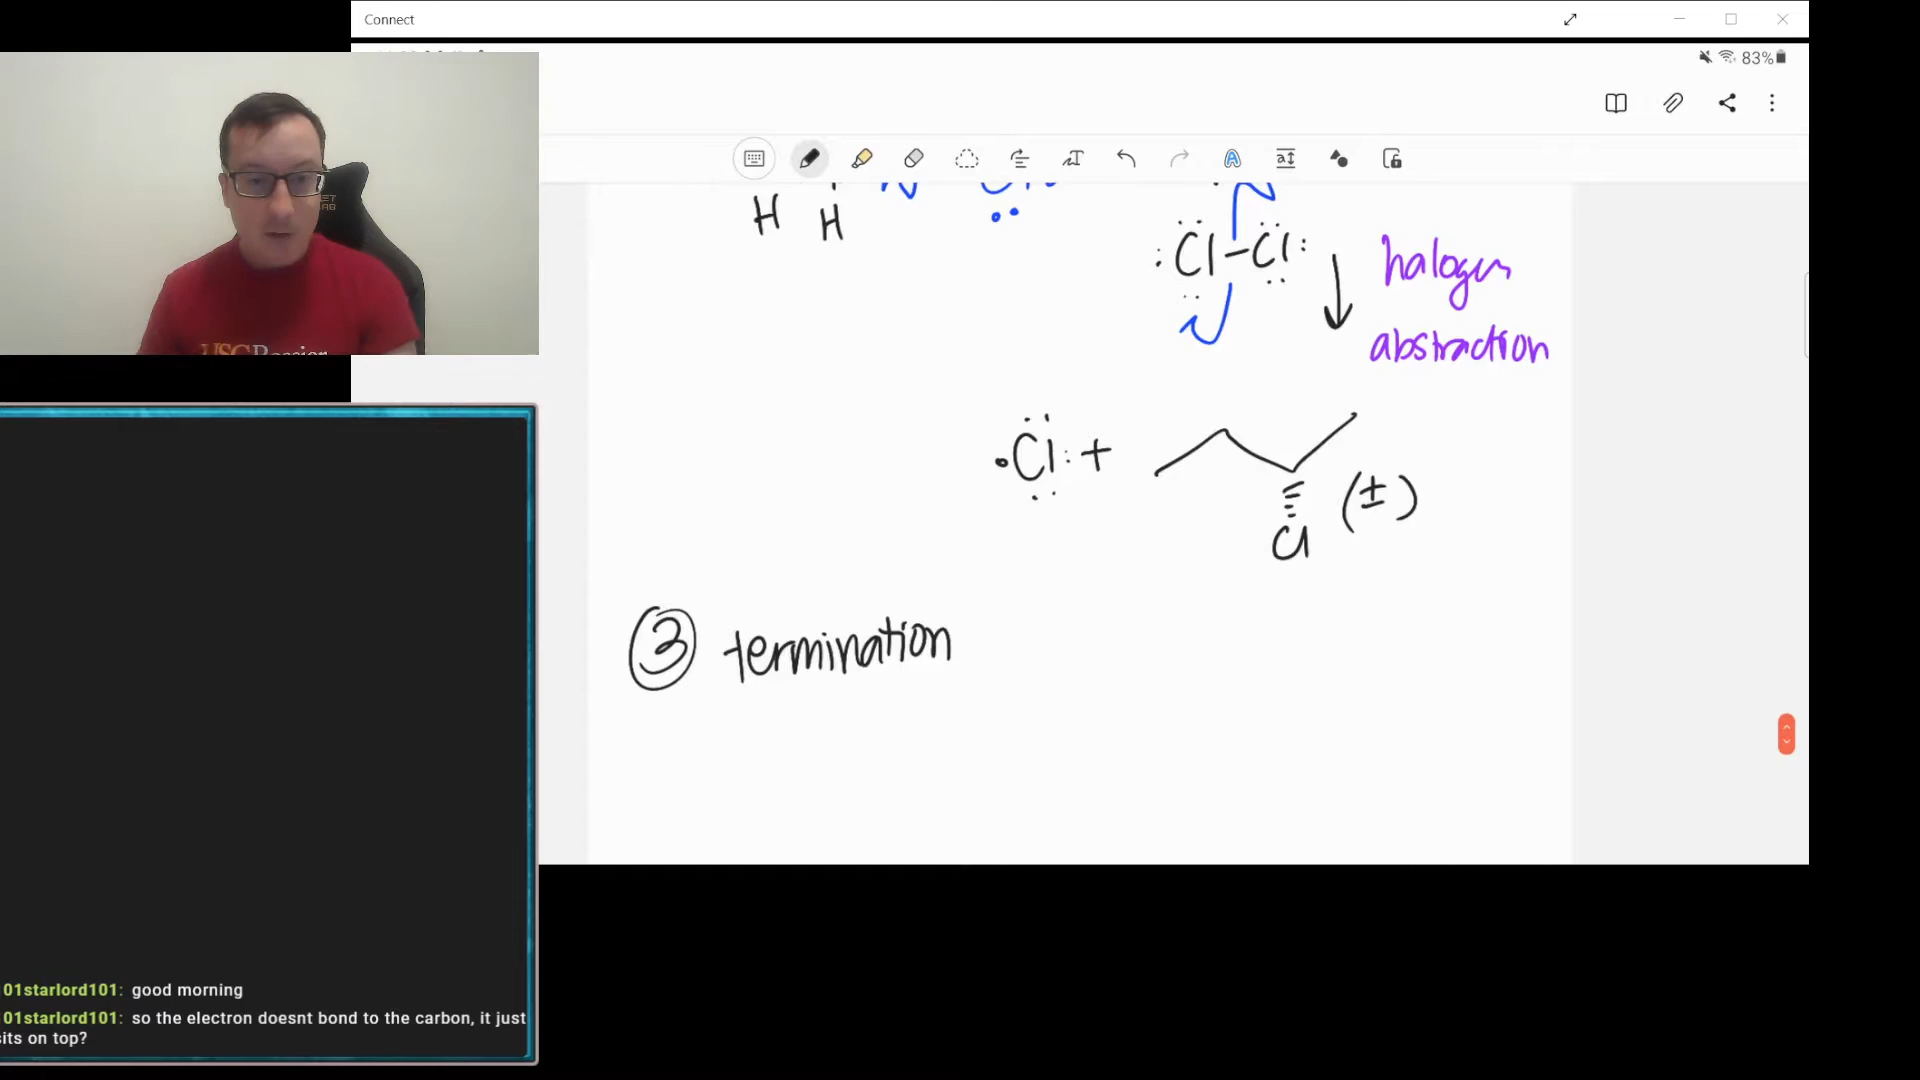 Connect
83%
H H
:Cl-Cl:
halogen
abstraction
•Cl: +
Cl (±)
3 termination
01starlord101: good morning
01starlord101: so the electron doesnt bond to the carbon, it just
sits on top?